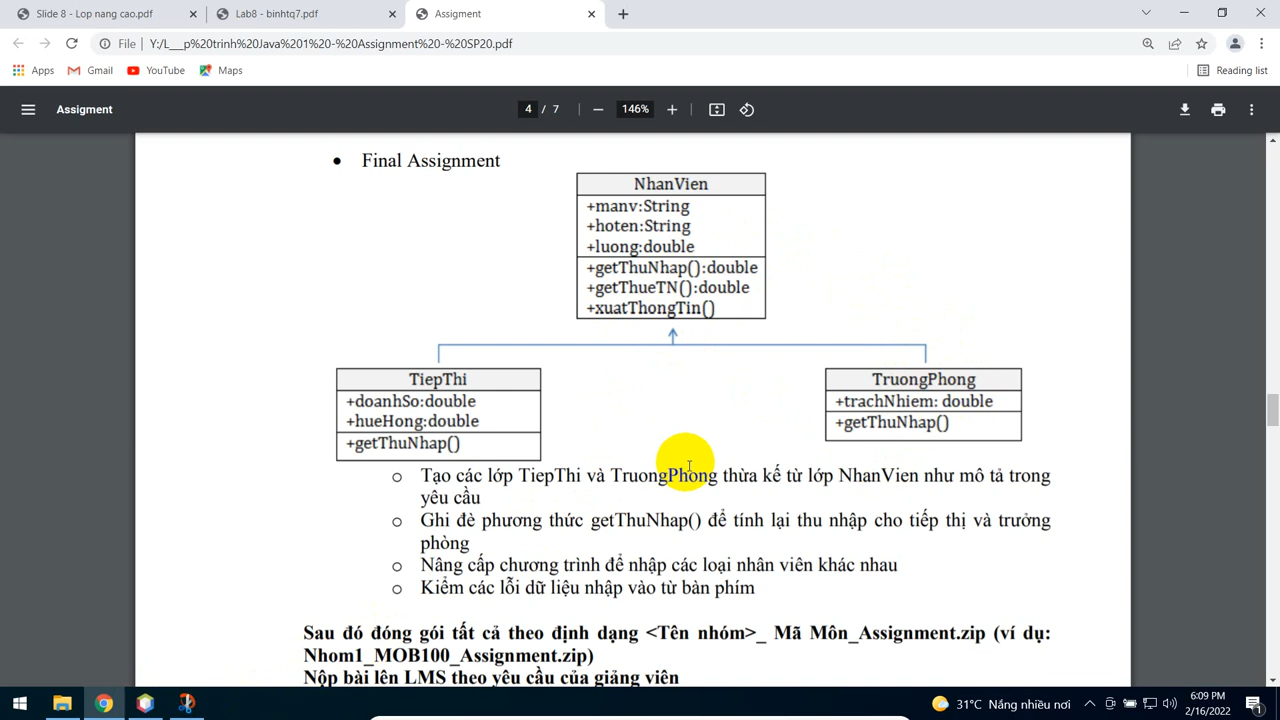 Slide 8 - Lop nang cao.pdf
Lab8 - binhtq7.pdf
Assigment
File
Y:/L___p%20trinh%20Java%201%20-%20Assignment%20-%20SP20.pdf
Apps
Gmail
YouTube
Maps
Reading list
Assigment
4 / 7
146%
• Final Assignment
NhanVien
+manv:String
+hoten:String
+luong:double
+getThuNhap():double
+getThueTN():double
+xuatThongTin()
TiepThi
+doanhSo:double
+hueHong:double
+getThuNhap()
TruongPhong
+trachNhiem: double
+getThuNhap()
o Tạo các lớp TiepThi và TruongPhong thừa kế từ lớp NhanVien như mô tả trong
yêu cầu
o Ghi đè phương thức getThuNhap() để tính lại thu nhập cho tiếp thị và trưởng
phòng
o Nâng cấp chương trình để nhập các loại nhân viên khác nhau
o Kiểm các lỗi dữ liệu nhập vào từ bàn phím
Sau đó đóng gói tất cả theo định dạng <Tên nhóm>_ Mã Môn_Assignment.zip (ví dụ:
Nhom1_MOB100_Assignment.zip)
Nộp bài lên LMS theo yêu cầu của giảng viên
31°C Nắng nhiều nơi
6:09 PM
2/16/2022
1